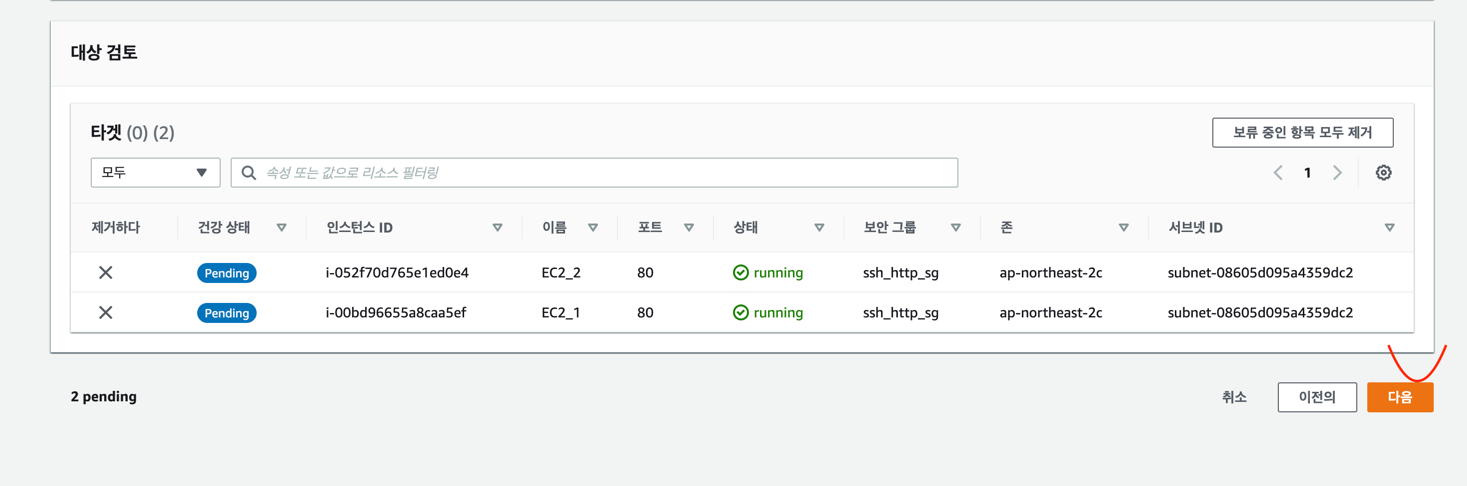 대상 검토
타겟 (0) (2)
보류 중인 항목 모두 제거
모두 속성 또는 값으로 리소스 필터링 1
제거하다 건강 상태 인스턴스 ID 이름 포트 상태 보안 그룹 존 서브넷 ID
Pending i-052f70d765e1ed0e4 EC2_2 80 running ssh_http_sg ap-northeast-2c subnet-08605d095a4359dc2
Pending i-00bd96655a8caa5ef EC2_1 80 running ssh_http_sg ap-northeast-2c subnet-08605d095a4359dc2
2 pending 취소 이전의 다음